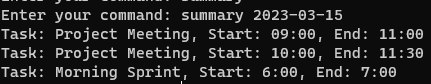 Enter your command: summary 2023-03-15
Task: Project Meeting, Start: 09:00, End: 11:00
Task: Project Meeting, Start: 10:00, End: 11:30
Task: Morning Sprint, Start: 6:00, End: 7:00